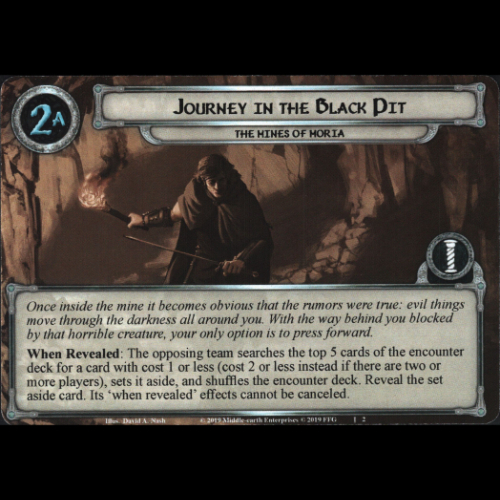 2A
JOURNEY IN THE BLACK PIT
THE MINES OF MORIA
Once inside the mine it becomes obvious that the rumors were true: evil things
move through the darkness all around you. With the way behind you blocked
by that horrible creature, your only option is to press forward.
When Revealed: The opposing team searches the top 5 cards of the encounter
deck for a card with cost 1 or less (cost 2 or less instead if there are two or
more players), sets it aside, and shuffles the encounter deck. Reveal the set
aside card. Its ‘when revealed’ effects cannot be canceled.
Illus. David A. Nash © 2019 Middle-earth Enterprises © 2019 FFG 2